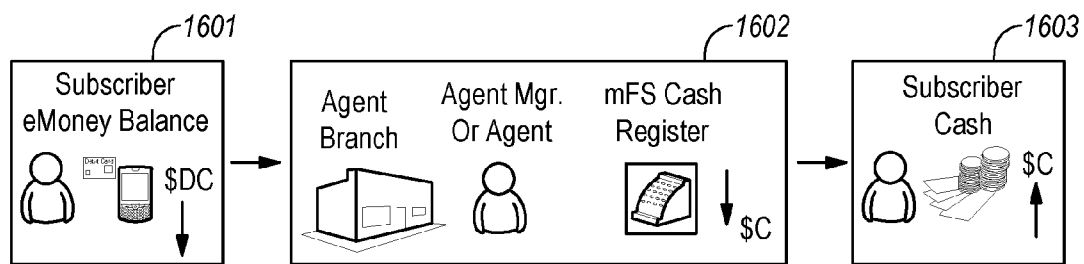 1601
Subscriber
eMoney Balance
Debit Card
$DC
1602
Agent
Branch
Agent Mgr.
Or Agent
mFS Cash
Register
$C
1603
Subscriber
Cash
$C